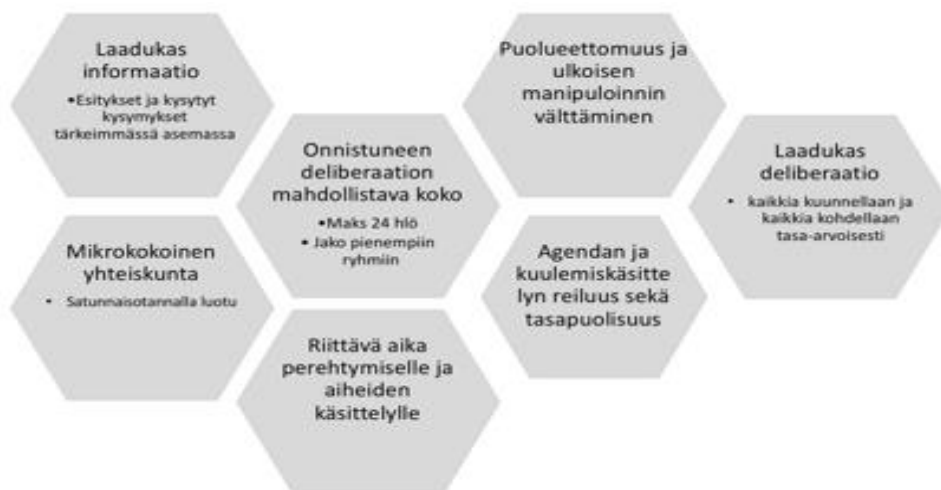 Laadukas
informaatio
•Esitykset ja kysytyt
kysymykset
tärkeimmässä asemassa
Mikrokokoinen
yhteiskunta
• Satunnaisotannalla luotu
Onnistuneen
deliberaation
mahdollistava koko
•Maks 24 hlö
• Jako pienempiin
ryhmiin
Riittävä aika
perehtymiselle ja
aiheiden
käsittelylle
Puolueettomuus ja
ulkoisen
manipuloinnin
välttäminen
Agendan ja
kuulemiskäsitte
lyn reiluus sekä
tasapuolisuus
Laadukas
deliberaatio
• kaikkia kuunnellaan ja
kaikkia kohdellaan
tasa-arvoisesti